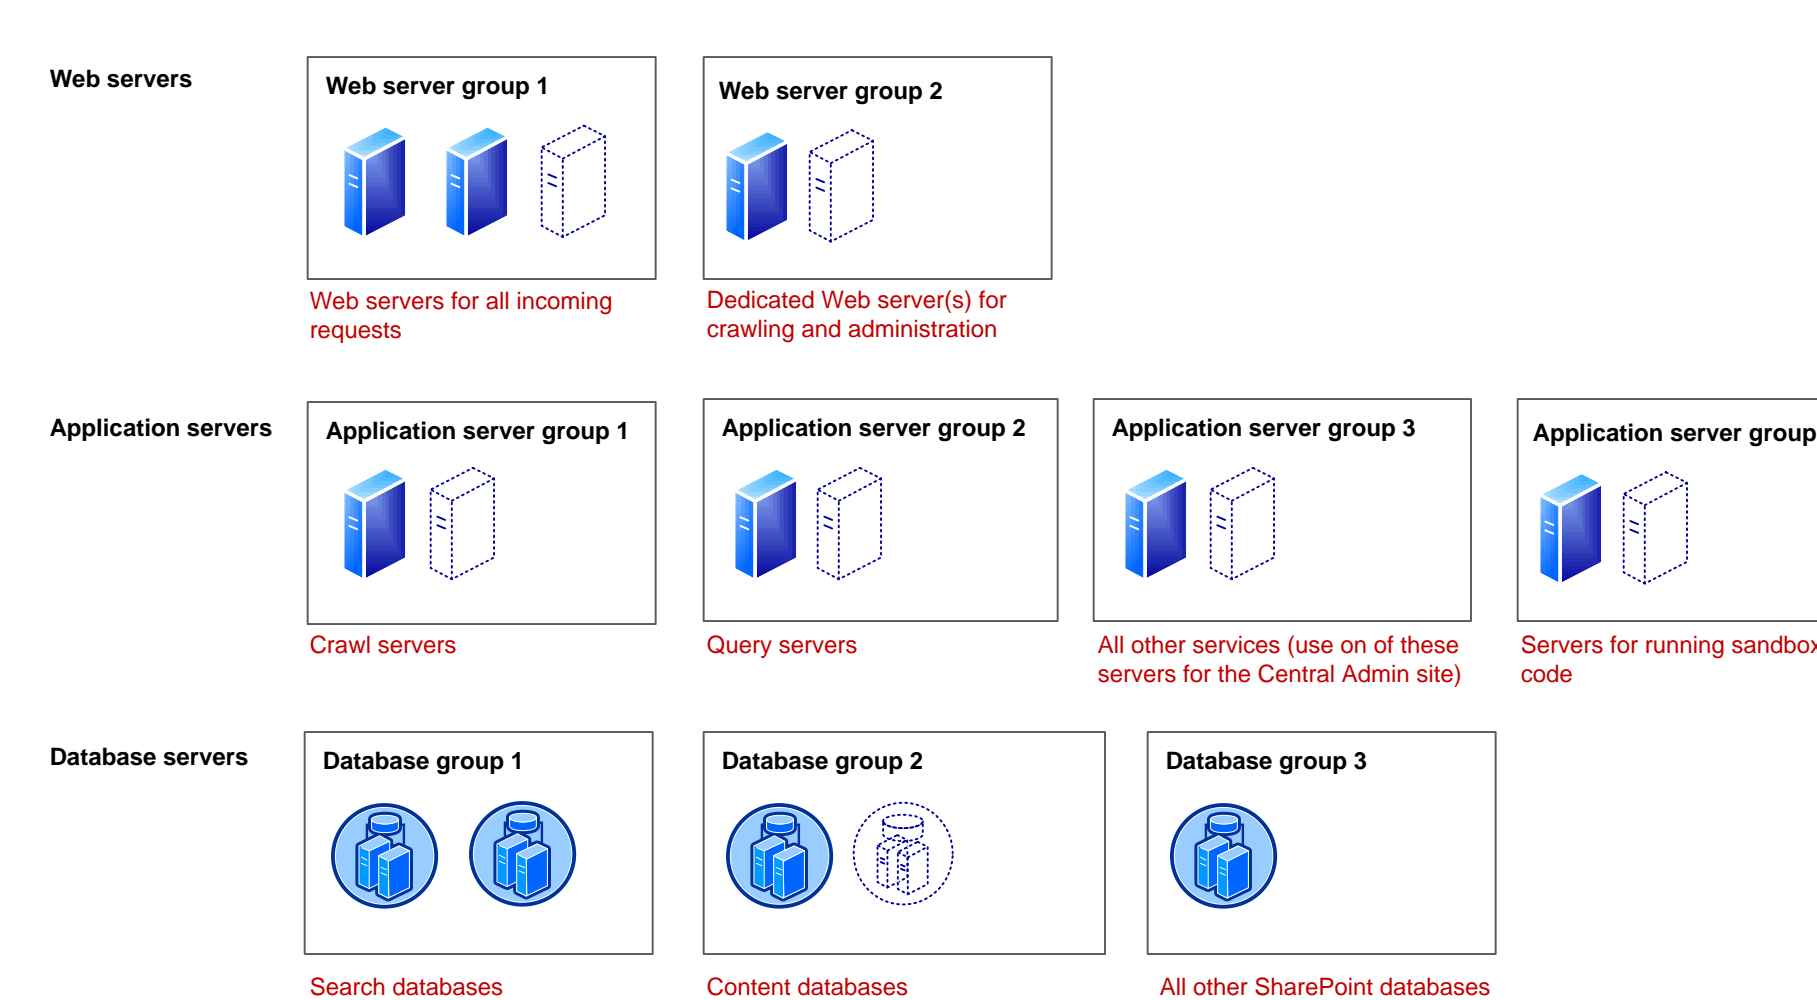 Web servers
Web server group 1
Web server group 2
Web servers for all incoming
requests
Dedicated Web server(s) for
crawling and administration
Application servers
Application server group 1
Application server group 2
Application server group 3
Application server group
Crawl servers
Query servers
All other services (use on of these
servers for the Central Admin site)
Servers for running sandbox
code
Database servers
Database group 1
Database group 2
Database group 3
Search databases
Content databases
All other SharePoint databases